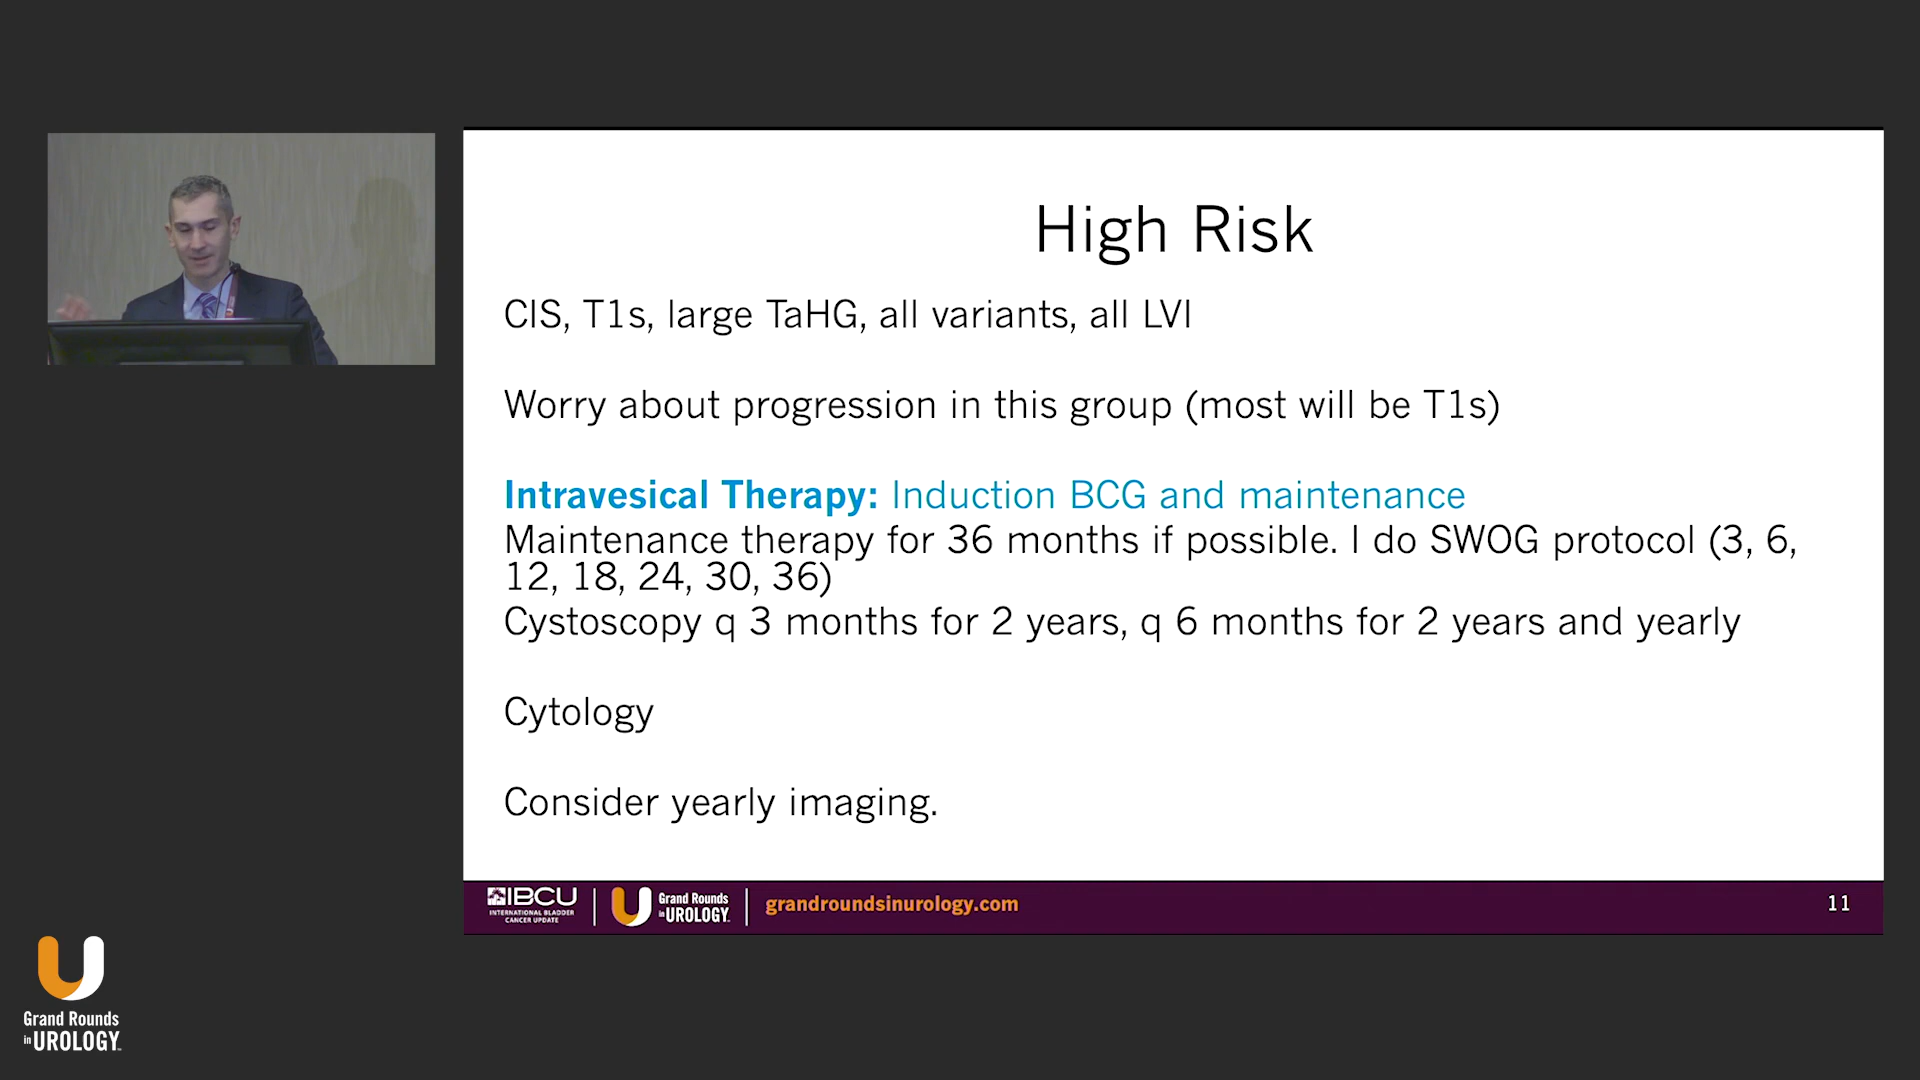 High Risk
CIS, T1s, large TaHG, all variants, all LVI
Worry about progression in this group (most will be T1s)
Intravesical Therapy: Induction BCG and maintenance
Maintenance therapy for 36 months if possible. I do SWOG protocol (3, 6,
12, 18, 24, 30, 36)
Cystoscopy q 3 months for 2 years, q 6 months for 2 years and yearly
Cytology
Consider yearly imaging.
IBCU
INTERNATIONAL BLADDER
CANCER UPDATE
Grand Rounds
in UROLOGY
grandroundsinurology.com
11
Grand Rounds
in UROLOGY